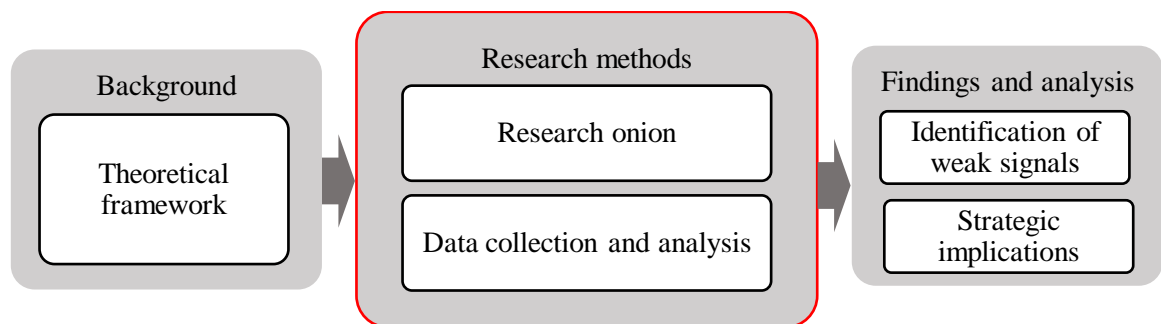 Background
Theoretical
framework
Research methods
Research onion
Data collection and analysis
Findings and analysis
Identification of
weak signals
Strategic
implications